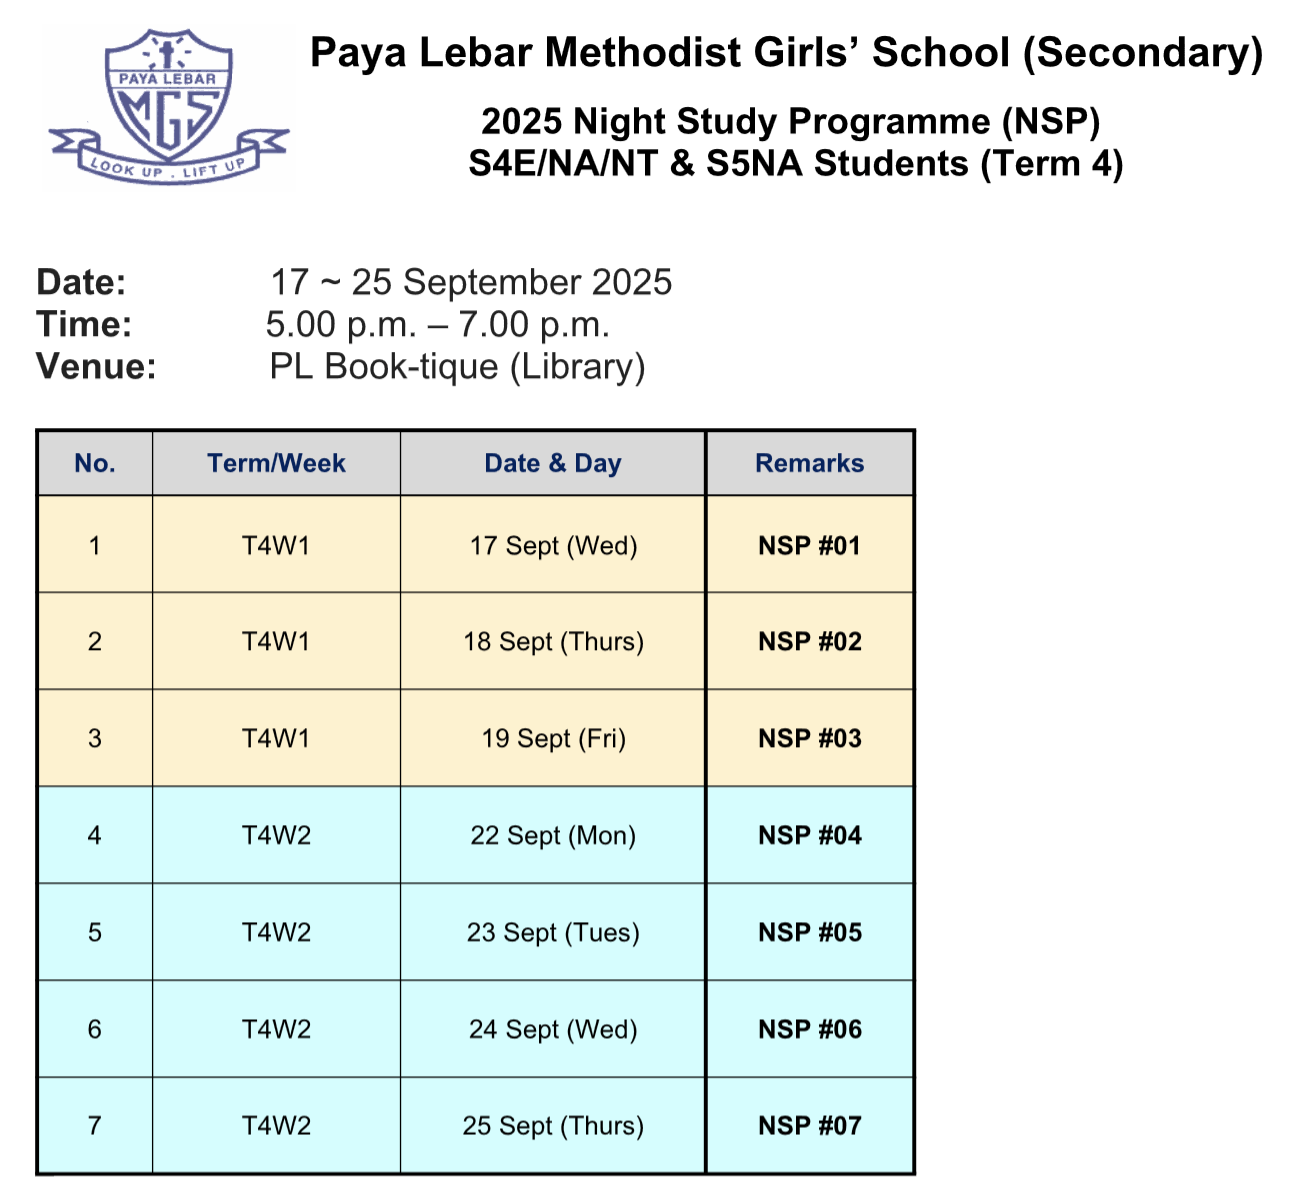 PAYA LEBAR
MGS
LOOK UP . LIFT UP
Paya Lebar Methodist Girls’ School (Secondary)
2025 Night Study Programme (NSP)
S4E/NA/NT & S5NA Students (Term 4)
Date: 17 ~ 25 September 2025
Time: 5.00 p.m. – 7.00 p.m.
Venue: PL Book-tique (Library)
No. Term/Week Date & Day Remarks
1 T4W1 17 Sept (Wed) NSP #01
2 T4W1 18 Sept (Thurs) NSP #02
3 T4W1 19 Sept (Fri) NSP #03
4 T4W2 22 Sept (Mon) NSP #04
5 T4W2 23 Sept (Tues) NSP #05
6 T4W2 24 Sept (Wed) NSP #06
7 T4W2 25 Sept (Thurs) NSP #07